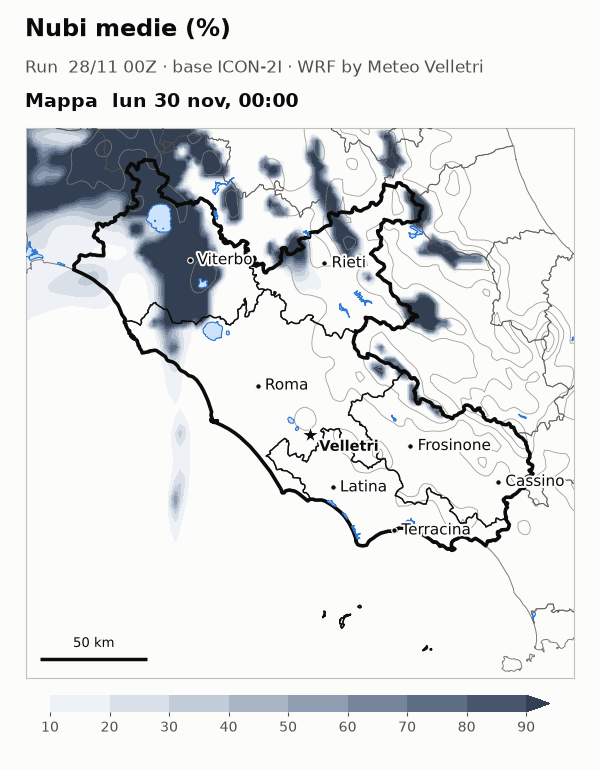 Nubi medie (%)
Run  28/11 00Z · base ICON-2I · WRF by Meteo Velletri
Mappa  lun 30 nov, 00:00
Viterbo
Rieti
Roma
Velletri
Frosinone
Latina
Cassino
Terracina
50 km
10 20 30 40 50 60 70 80 90